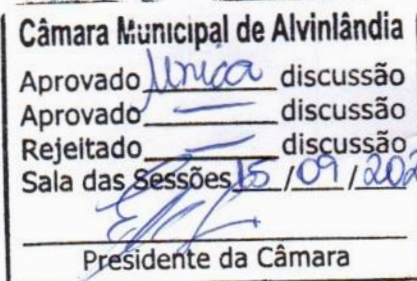 Câmara Municipal de Alvinlândia
Aprovado Única discussão
Aprovado — discussão
Rejeitado — discussão
Sala das Sessões 15 / 09 / 202
Presidente da Câmara